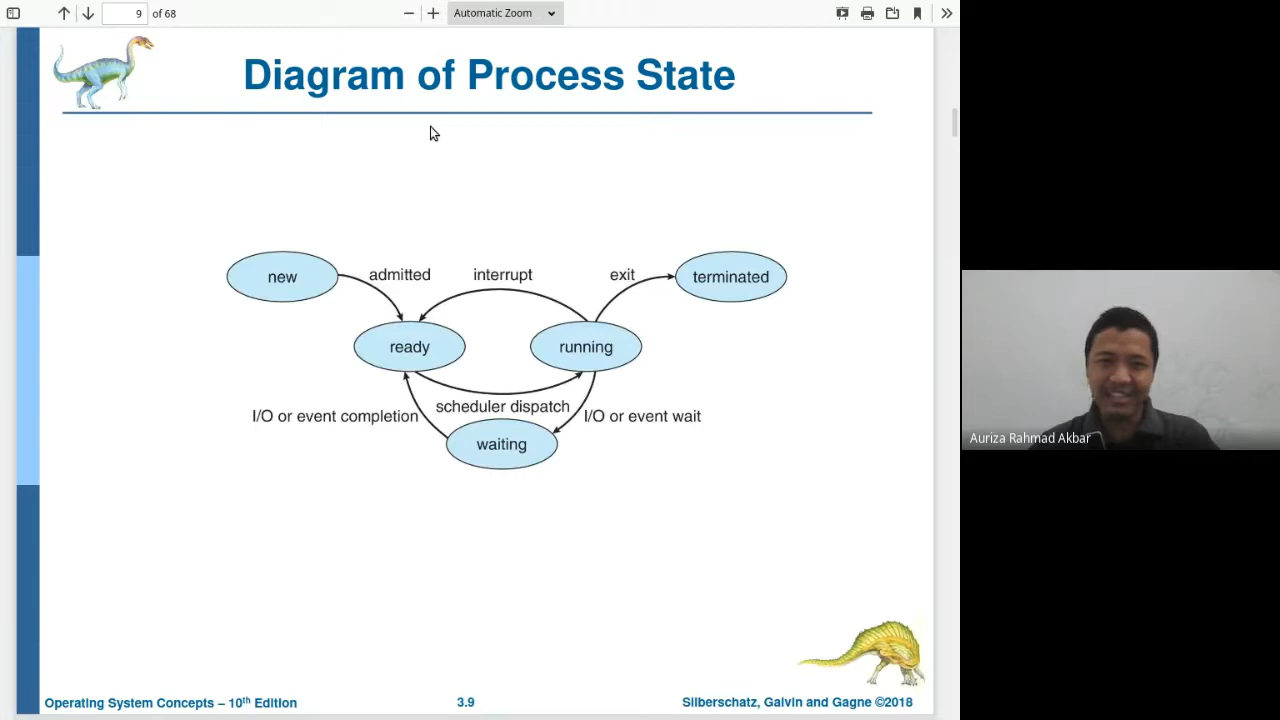 9 of 68
Automatic Zoom
Diagram of Process State
new
admitted
interrupt
exit
terminated
ready
running
I/O or event completion
scheduler dispatch
I/O or event wait
waiting
Auriza Rahmad Akbar
Operating System Concepts – 10th Edition
3.9
Silberschatz, Galvin and Gagne ©2018